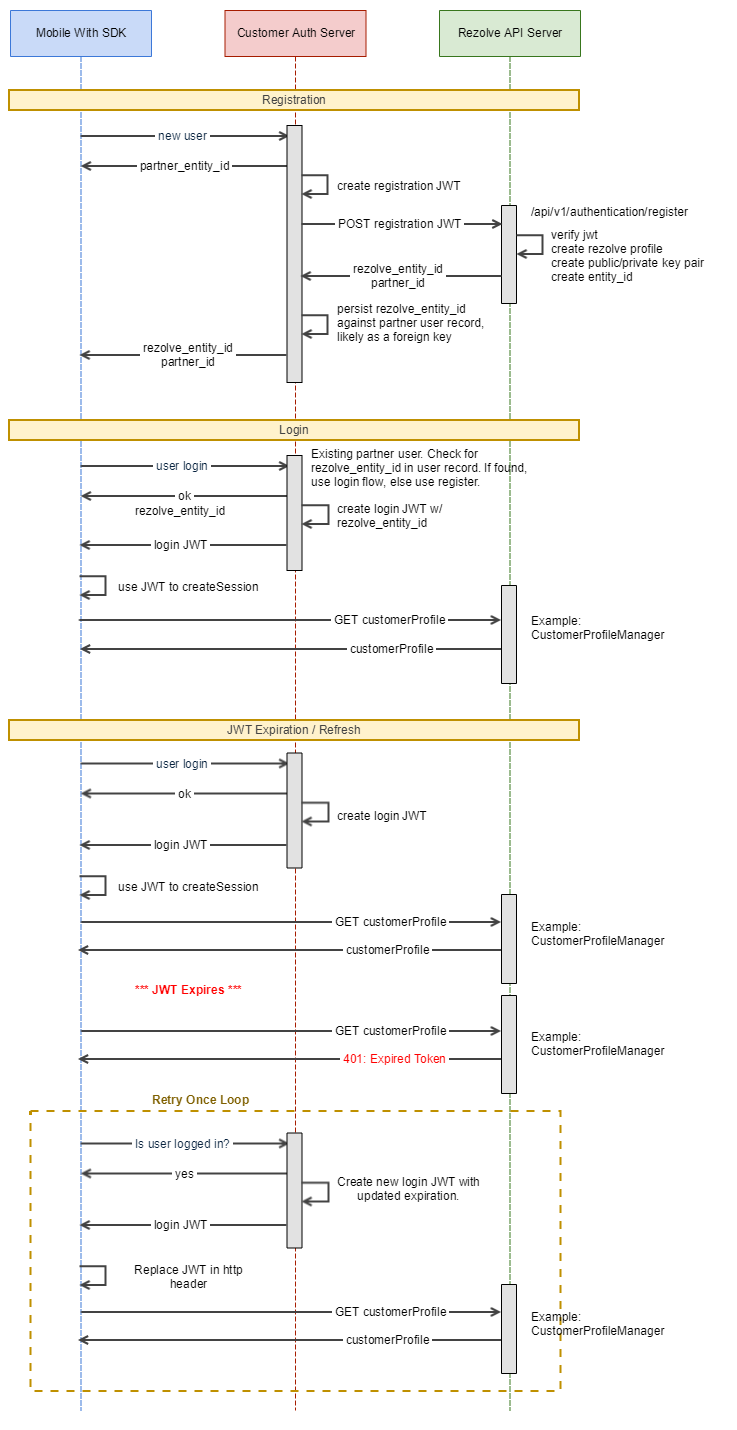 Mobile With SDK
Customer Auth Server
Rezolve API Server
Registration
new user
partner_entity_id
create registration JWT
POST registration JWT
/api/v1/authentication/register
verify jwt
create rezolve profile
create public/private key pair
create entity_id
rezolve_entity_id
partner_id
persist rezolve_entity_id
against partner user record,
likely as a foreign key
rezolve_entity_id
partner_id
Login
Existing partner user. Check for
rezolve_entity_id in user record. If found,
use login flow, else use register.
user login
ok
rezolve_entity_id
create login JWT w/
rezolve_entity_id
login JWT
use JWT to createSession
GET customerProfile
Example:
CustomerProfileManager
customerProfile
JWT Expiration / Refresh
user login
ok
create login JWT
login JWT
use JWT to createSession
GET customerProfile
Example:
CustomerProfileManager
customerProfile
*** JWT Expires ***
GET customerProfile
Example:
CustomerProfileManager
401: Expired Token
Retry Once Loop
Is user logged in?
yes
Create new login JWT with
updated expiration.
login JWT
Replace JWT in http
header
GET customerProfile
Example:
CustomerProfileManager
customerProfile